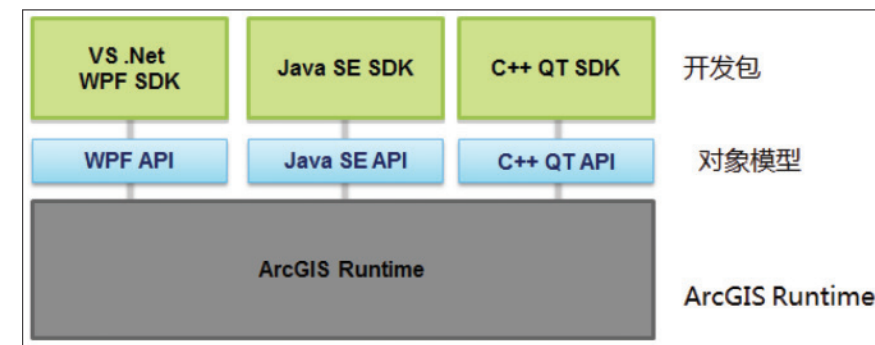 VS .Net
WPF SDK
Java SE SDK
C++ QT SDK
开发包
WPF API
Java SE API
C++ QT API
对象模型
ArcGIS Runtime
ArcGIS Runtime